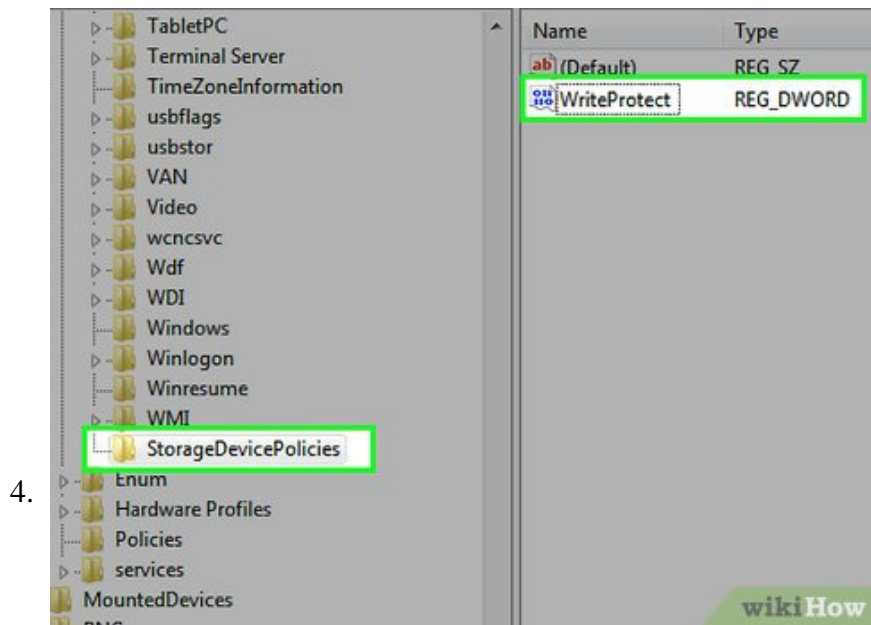 TabletPC
Terminal Server
TimeZoneInformation
usbflags
usbstor
VAN
Video
wcncsvc
Wdf
WDI
Windows
Winlogon
Winresume
WMI
StorageDevicePolicies
4.
Enum
Hardware Profiles
Policies
services
MountedDevices
Name Type
ab (Default) REG_SZ
WriteProtect REG_DWORD
wikiHow